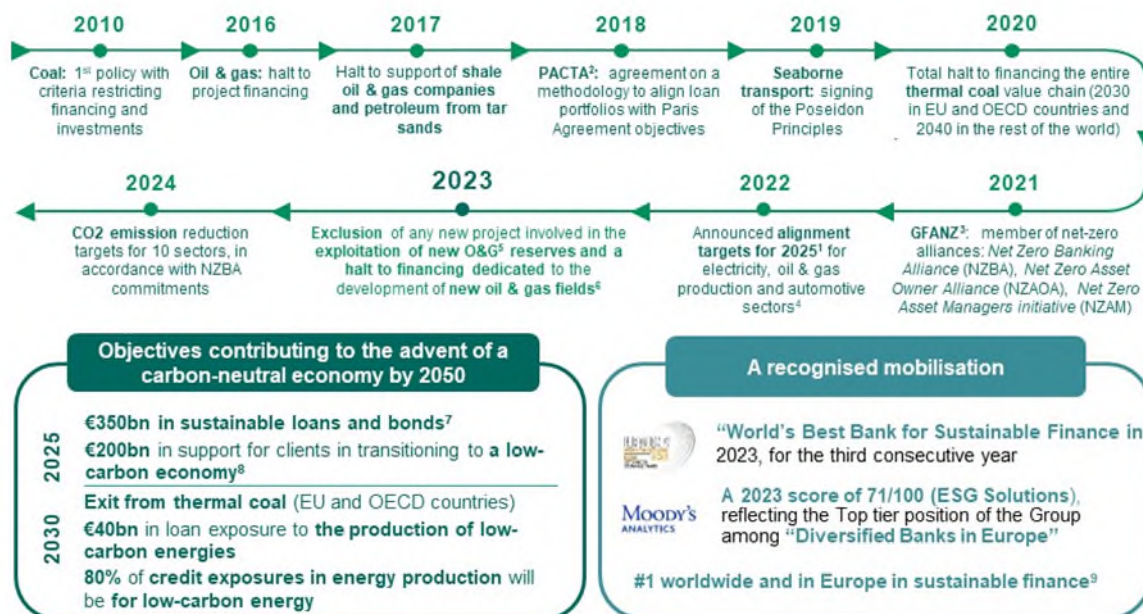 2010
2016
2017
2018
2019
2020
Coal: 1st policy with
criteria restricting
financing and
investments
Oil & gas: halt to
project financing
Halt to support of shale
oil & gas companies
and petroleum from tar
sands
PACTA2: agreement on a
methodology to align loan
portfolios with Paris
Agreement objectives
Seaborne
transport: signing
of the Poseidon
Principles
Total halt to financing the entire
thermal coal value chain (2030
in EU and OECD countries and
2040 in the rest of the world)
2024
2023
2022
2021
CO2 emission reduction
targets for 10 sectors, in
accordance with NZBA
commitments
Exclusion of any new project involved in the
exploitation of new O&G5 reserves and a
halt to financing dedicated to the
development of new oil & gas fields6
Announced alignment
targets for 20251 for
electricity, oil & gas
production and automotive
sectors4
GFANZ3: member of net-zero
alliances: Net Zero Banking
Alliance (NZBA), Net Zero Asset
Owner Alliance (NZAOA), Net Zero
Asset Managers initiative (NZAM)
Objectives contributing to the advent of a
carbon-neutral economy by 2050
2025
€350bn in sustainable loans and bonds7
€200bn in support for clients in transitioning to a low-
carbon economy8
2030
Exit from thermal coal (EU and OECD countries)
€40bn in loan exposure to the production of low-
carbon energies
80% of credit exposures in energy production will
be for low-carbon energy
A recognised mobilisation
“World’s Best Bank for Sustainable Finance in
2023, for the third consecutive year
MOODY'S
ANALYTICS
A 2023 score of 71/100 (ESG Solutions),
reflecting the Top tier position of the Group
among “Diversified Banks in Europe”
#1 worldwide and in Europe in sustainable finance9